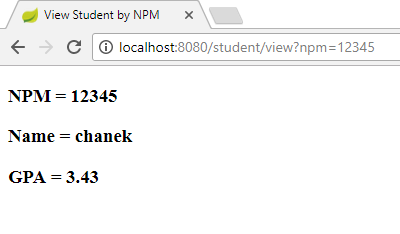 View Student by NPM
localhost:8080/student/view?npm=12345
NPM = 12345
Name = chanek
GPA = 3.43